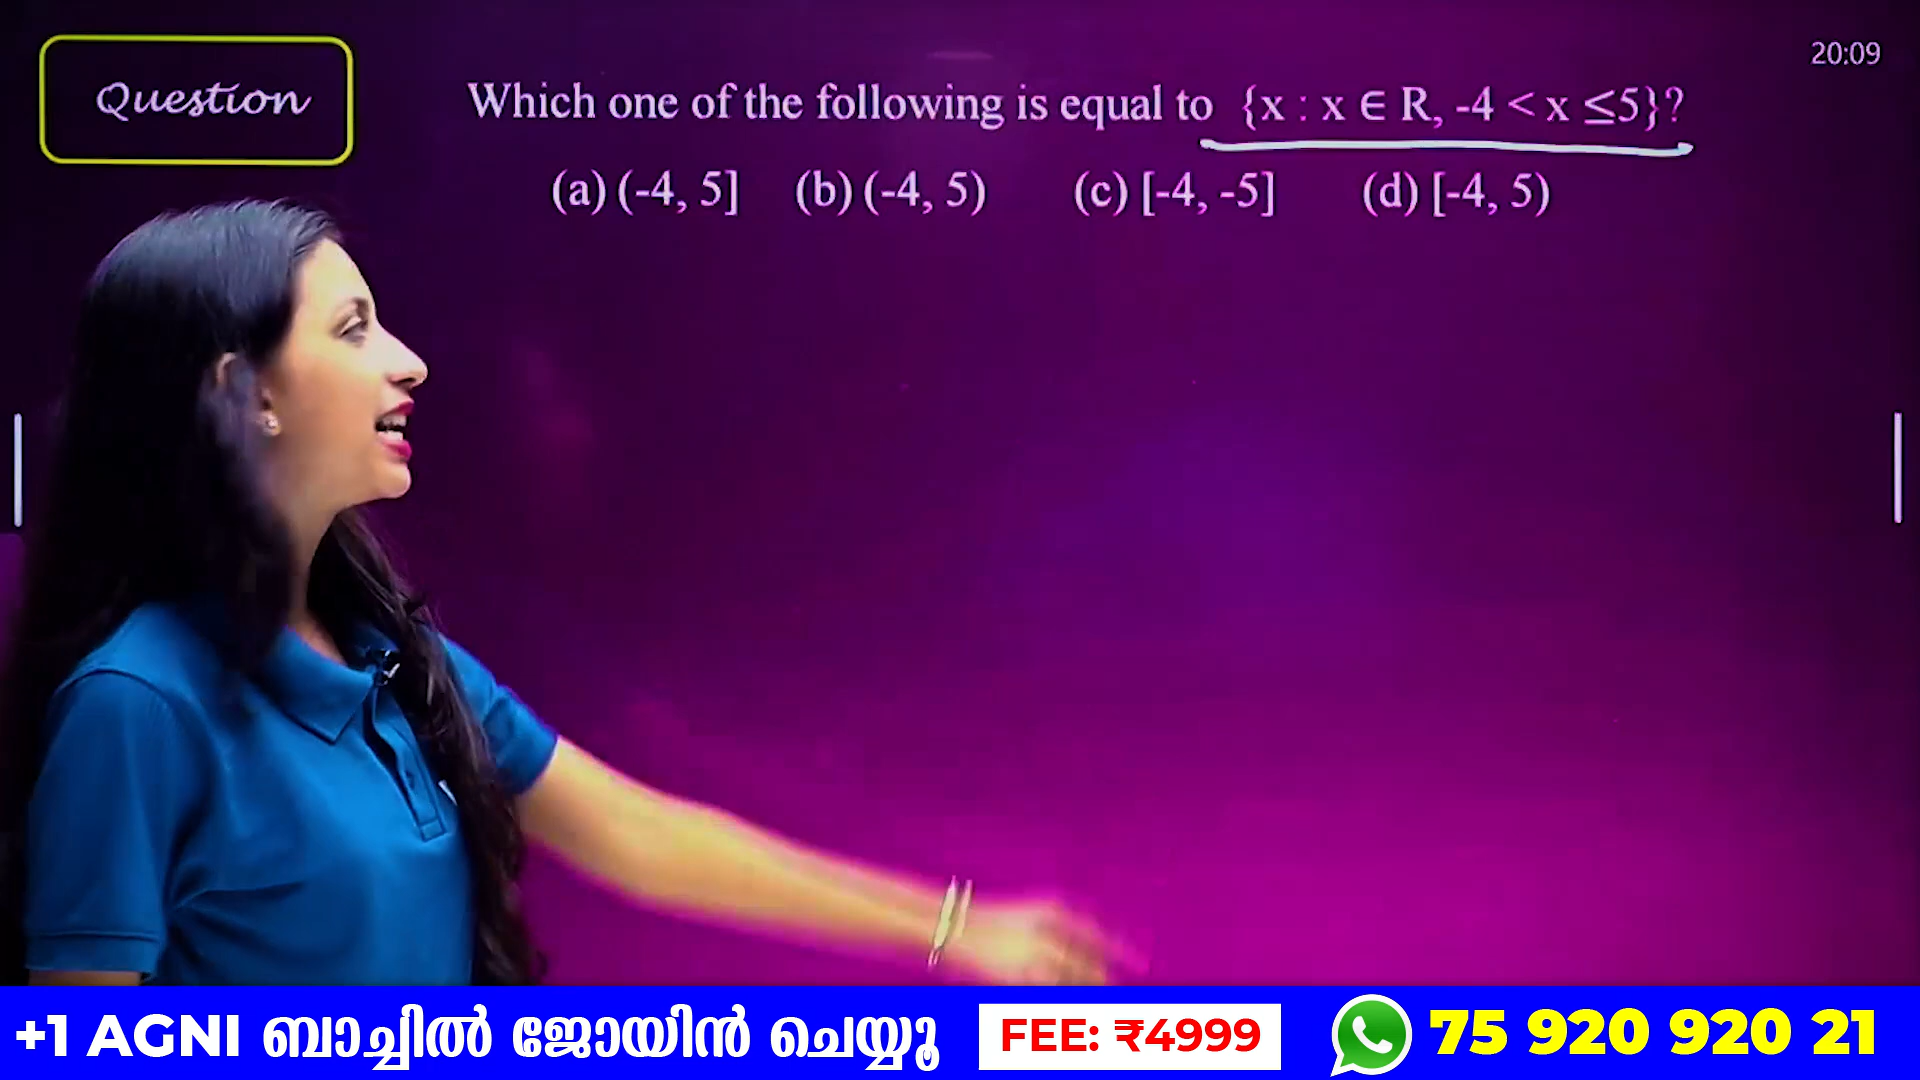 Question
20:09
Which one of the following is equal to {x : x ∈ R, -4 < x ≤5}?
(a) (-4, 5] (b) (-4, 5) (c) [-4, -5] (d) [-4, 5)
+1 AGNI ബാച്ചിൽ ജോയിൻ ചെയ്യൂ FEE: ₹4999 75 920 920 21